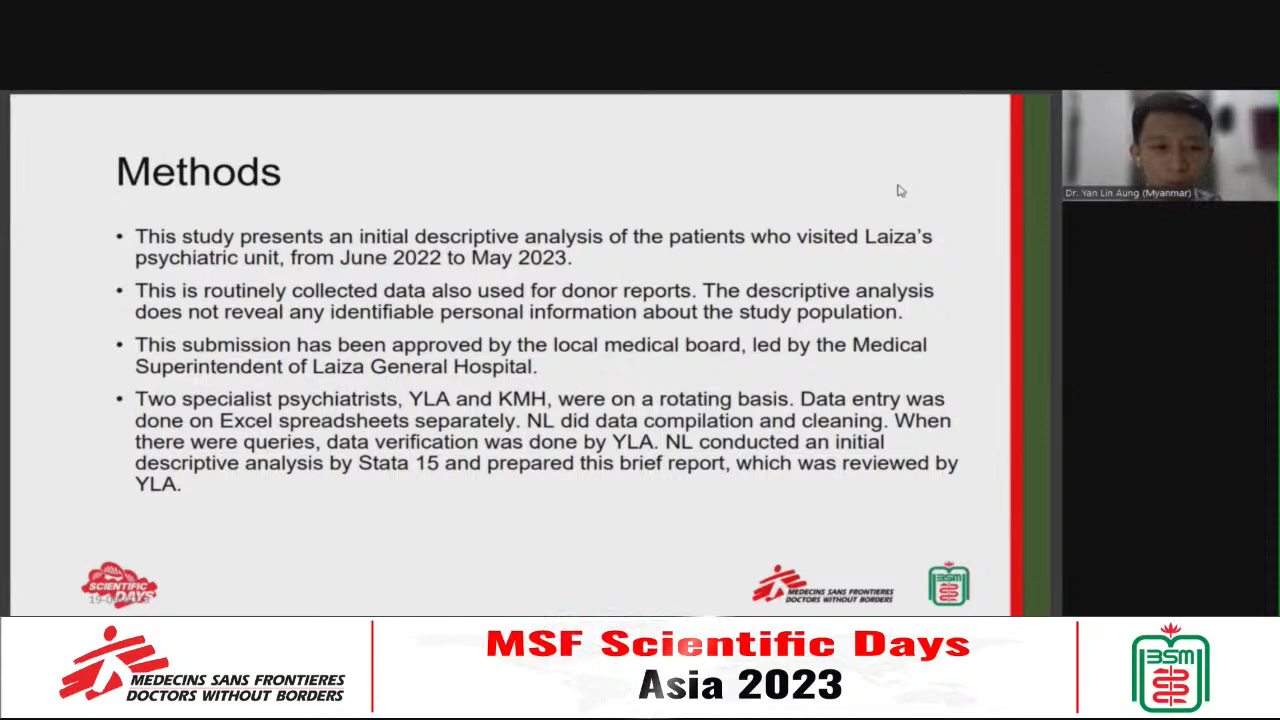 Methods
• This study presents an initial descriptive analysis of the patients who visited Laiza's
psychiatric unit, from June 2022 to May 2023.
• This is routinely collected data also used for donor reports. The descriptive analysis
does not reveal any identifiable personal information about the study population.
• This submission has been approved by the local medical board, led by the Medical
Superintendent of Laiza General Hospital.
• Two specialist psychiatrists, YLA and KMH, were on a rotating basis. Data entry was
done on Excel spreadsheets separately. NL did data compilation and cleaning. When
there were queries, data verification was done by YLA. NL conducted an initial
descriptive analysis by Stata 15 and prepared this brief report, which was reviewed by
YLA.
Dr. Yan Lin Aung (Myanmar)
SCIENTIFIC
DAYS
MEDECINS SANS FRONTIERES
DOCTORS WITHOUT BORDERS
BSM
MEDECINS SANS FRONTIERES
DOCTORS WITHOUT BORDERS
MSF Scientific Days
Asia 2023
BSM